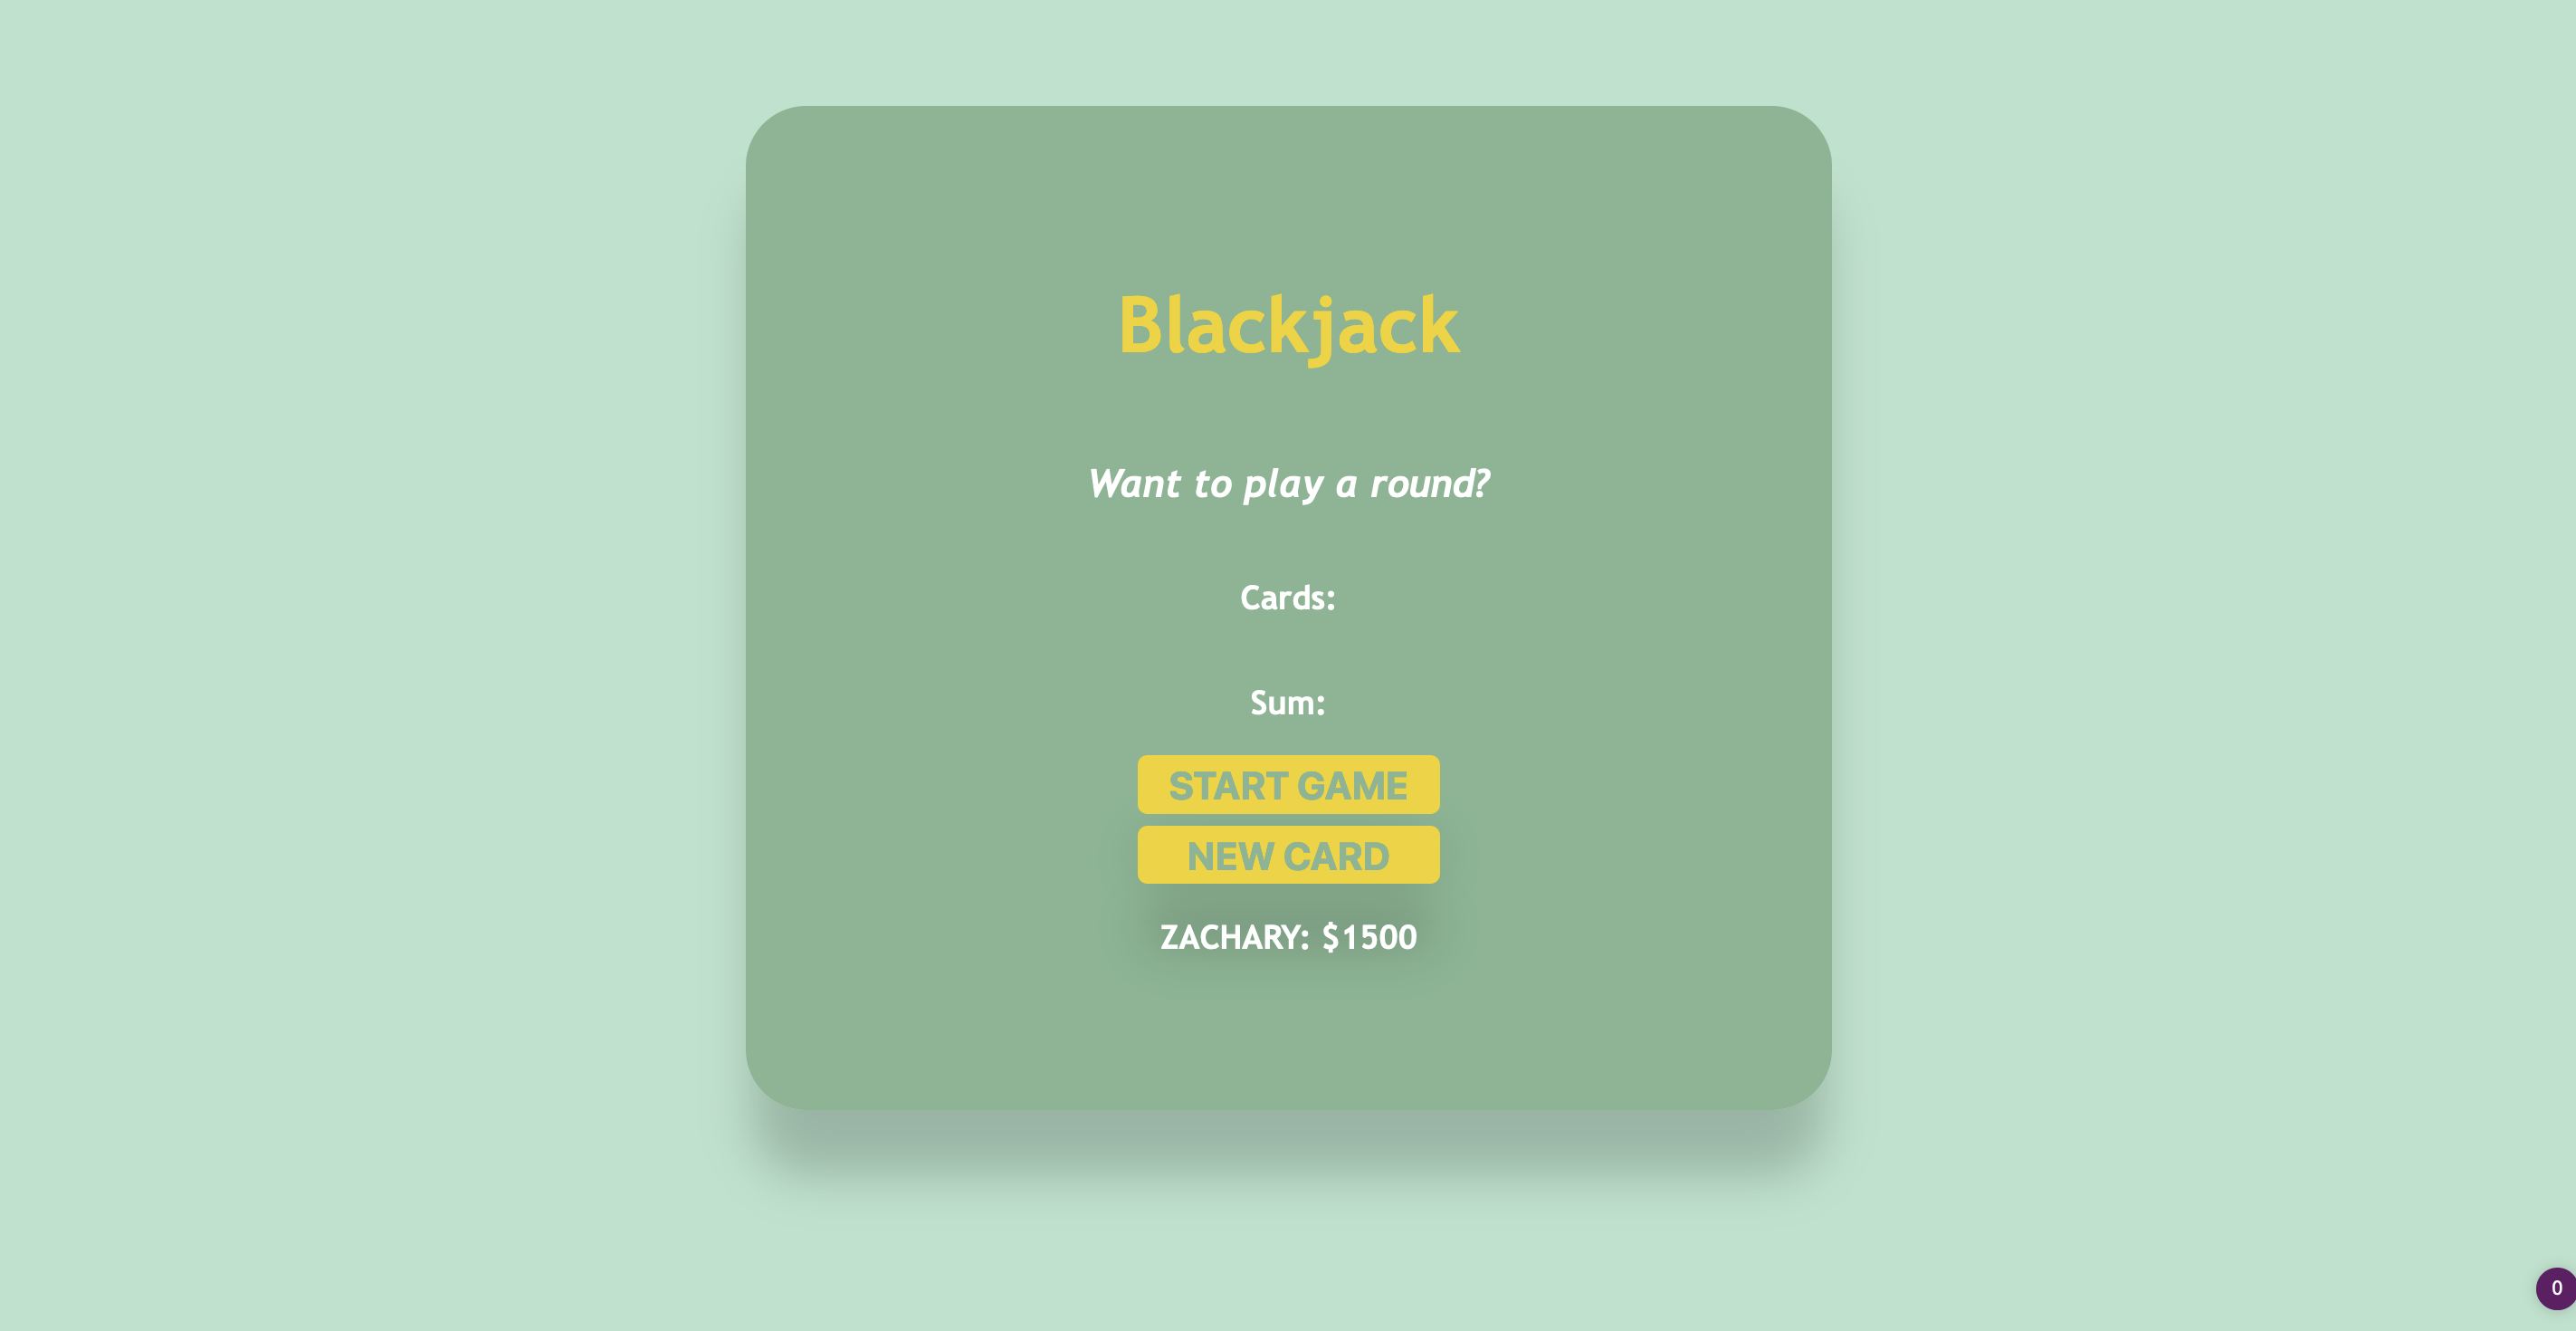 Blackjack
Want to play a round?
Cards:
Sum:
START GAME
NEW CARD
ZACHARY: $1500
0